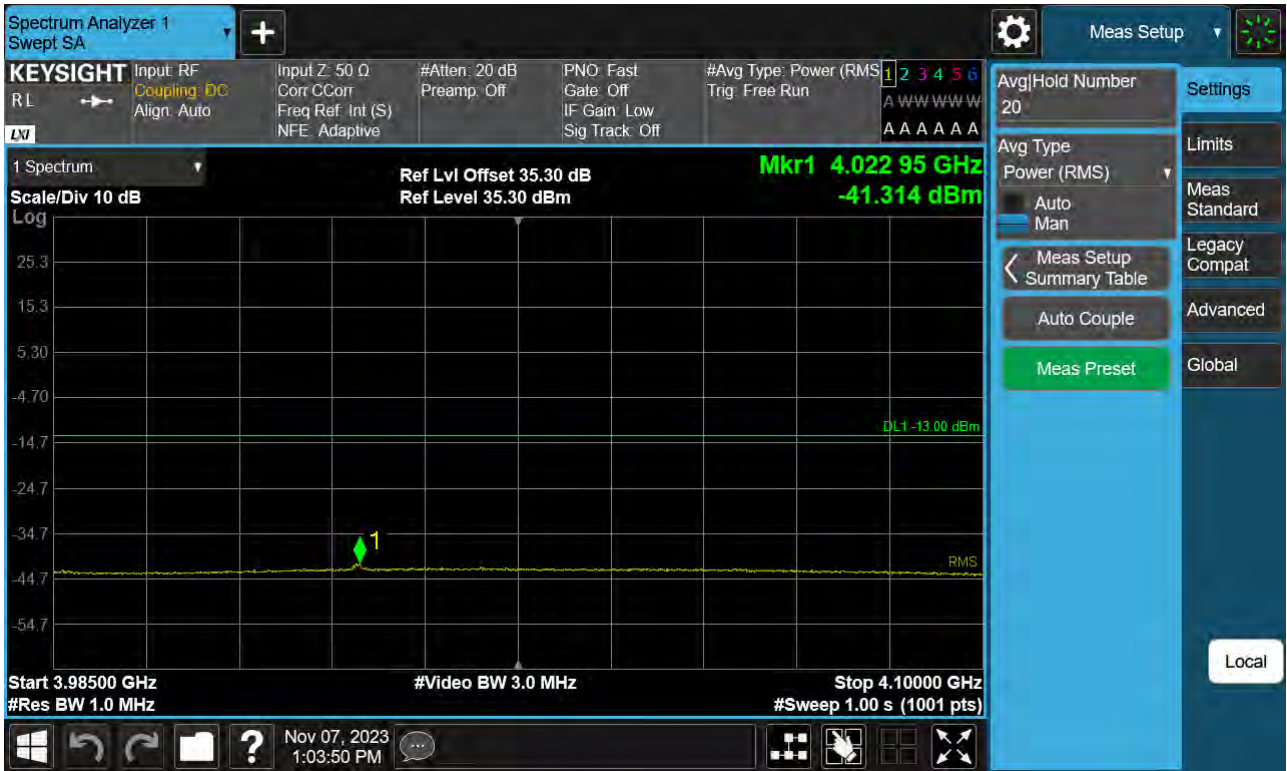 Spectrum Analyzer 1
Swept SA
+
Meas Setup
KEYSIGHT
RL
LXI
Input: RF
Coupling: DC
Align: Auto
Input Z: 50 Ω
Corr CCorr
Freq Ref: Int (S)
NFE: Adaptive
#Atten: 20 dB
Preamp: Off
PNO: Fast
Gate: Off
IF Gain: Low
Sig Track: Off
#Avg Type: Power (RMS
Trig: Free Run
1 2 3 4 5 6
A W W W W W
A A A A A A
1 Spectrum
Scale/Div 10 dB
Log
Ref Lvl Offset 35.30 dB
Ref Level 35.30 dBm
Mkr1 4.022 95 GHz
-41.314 dBm
25.3
15.3
5.30
-4.70
DL1 -13.00 dBm
-14.7
-24.7
-34.7
1
RMS
-44.7
-54.7
Start 3.98500 GHz
#Res BW 1.0 MHz
#Video BW 3.0 MHz
Stop 4.10000 GHz
#Sweep 1.00 s (1001 pts)
Avg|Hold Number
20
Avg Type
Power (RMS)
Auto
Man
Meas Setup
Summary Table
Auto Couple
Meas Preset
Settings
Limits
Meas
Standard
Legacy
Compat
Advanced
Global
Local
?
Nov 07, 2023
1:03:50 PM